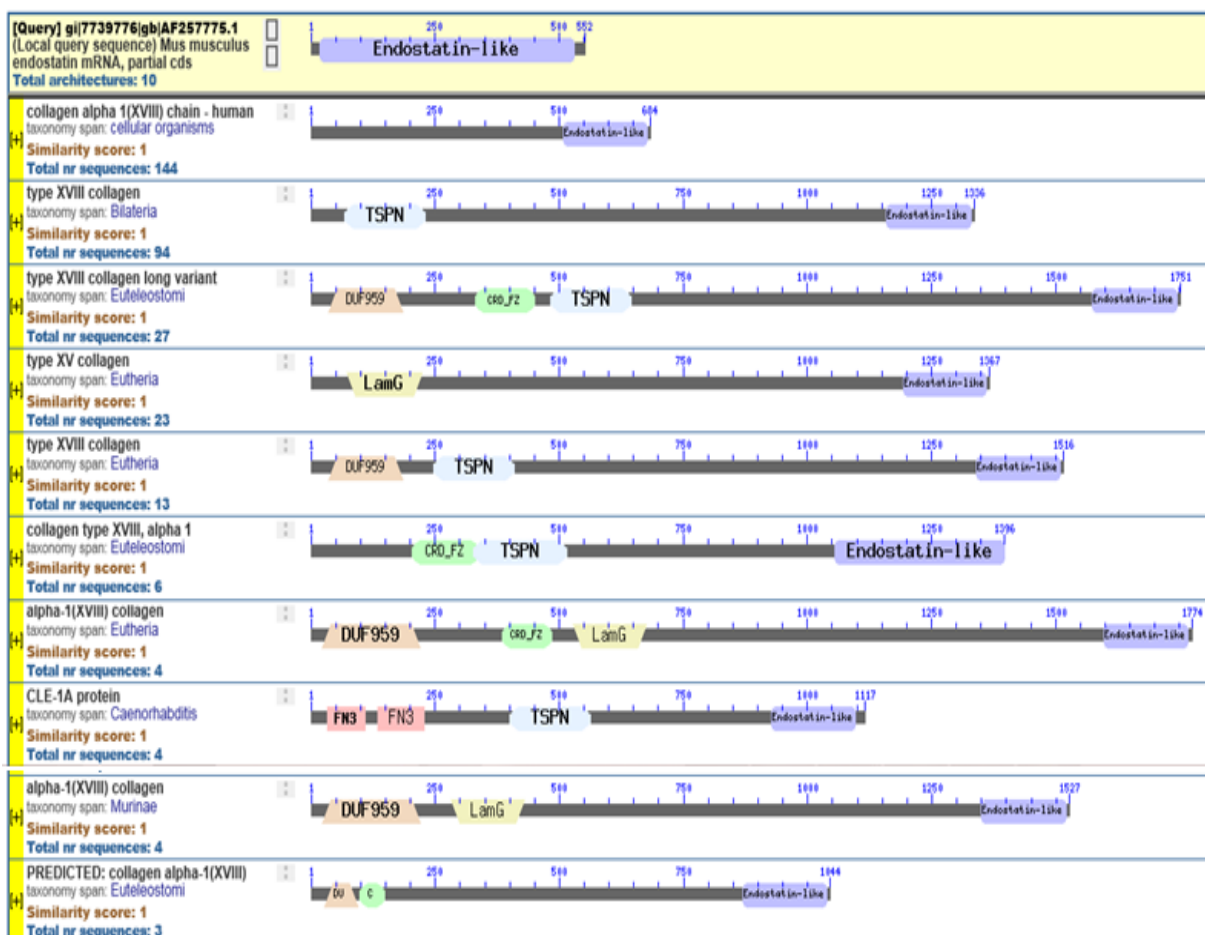 [Query] gi|7739776|gb|AF257775.1
(Local query sequence) Mus musculus
endostatin mRNA, partial cds
Total architectures: 10
1 250 500 552
Endostatin-like
[+]
collagen alpha 1(XVIII) chain - human
taxonomy span: cellular organisms
Similarity score: 1
Total nr sequences: 144
1 250 500 684
Endostatin-like
[+]
type XVIII collagen
taxonomy span: Bilateria
Similarity score: 1
Total nr sequences: 94
1 250 500 750 1000 1250 1336
TSPN Endostatin-like
[+]
type XVIII collagen long variant
taxonomy span: Euteleostomi
Similarity score: 1
Total nr sequences: 27
1 250 500 750 1000 1250 1500 1751
DUF959 CRD_FZ TSPN Endostatin-like
[+]
type XV collagen
taxonomy span: Eutheria
Similarity score: 1
Total nr sequences: 23
1 250 500 750 1000 1250 1367
LamG Endostatin-like
[+]
type XVIII collagen
taxonomy span: Eutheria
Similarity score: 1
Total nr sequences: 13
1 250 500 750 1000 1250 1516
DUF959 TSPN Endostatin-like
[+]
collagen type XVIII, alpha 1
taxonomy span: Euteleostomi
Similarity score: 1
Total nr sequences: 6
1 250 500 750 1000 1250 1396
CRD_FZ TSPN Endostatin-like
[+]
alpha-1(XVIII) collagen
taxonomy span: Eutheria
Similarity score: 1
Total nr sequences: 4
1 250 500 750 1000 1250 1500 1774
DUF959 CRD_FZ LamG Endostatin-like
[+]
CLE-1A protein
taxonomy span: Caenorhabditis
Similarity score: 1
Total nr sequences: 4
1 250 500 750 1000 1117
FN3 FN3 TSPN Endostatin-like
[+]
alpha-1(XVIII) collagen
taxonomy span: Murinae
Similarity score: 1
Total nr sequences: 4
1 250 500 750 1000 1250 1527
DUF959 LamG Endostatin-like
[+]
PREDICTED: collagen alpha-1(XVIII)
taxonomy span: Euteleostomi
Similarity score: 1
Total nr sequences: 3
1 250 500 750 1044
DU C Endostatin-like